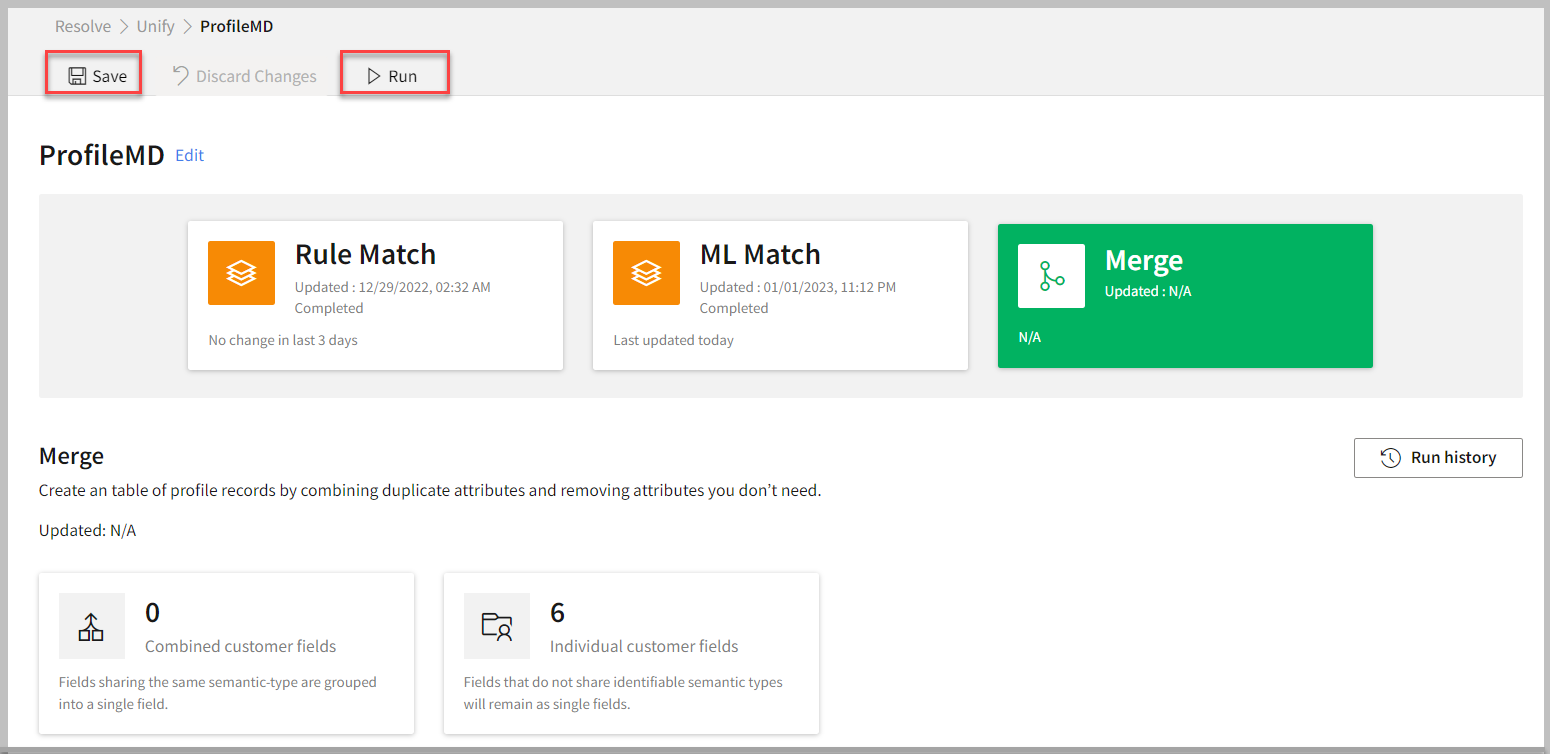 Resolve > Unify > ProfileMD
Save Discard Changes Run
ProfileMD Edit
Rule Match
Updated : 12/29/2022, 02:32 AM
Completed
No change in last 3 days
ML Match
Updated : 01/01/2023, 11:12 PM
Completed
Last updated today
Merge
Updated : N/A
N/A
Merge
Run history
Create an table of profile records by combining duplicate attributes and removing attributes you don’t need.
Updated: N/A
0
Combined customer fields
Fields sharing the same semantic-type are grouped
into a single field.
6
Individual customer fields
Fields that do not share identifiable semantic types
will remain as single fields.